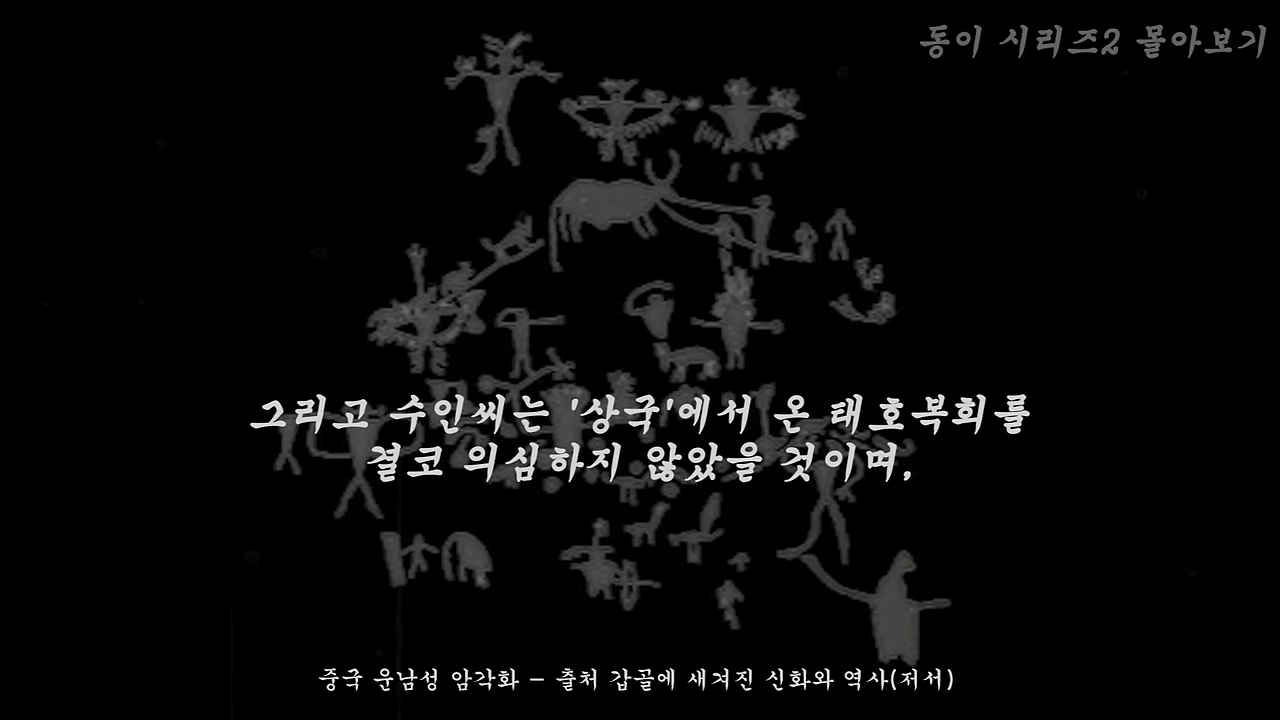 동이 시리즈2 몰아보기
그리고 수인씨는 '상국'에서 온 태호복희를
결코 의심하지 않았을 것이며,
중국 운남성 암각화 - 출처 갑골에 새겨진 신화와 역사(저서)